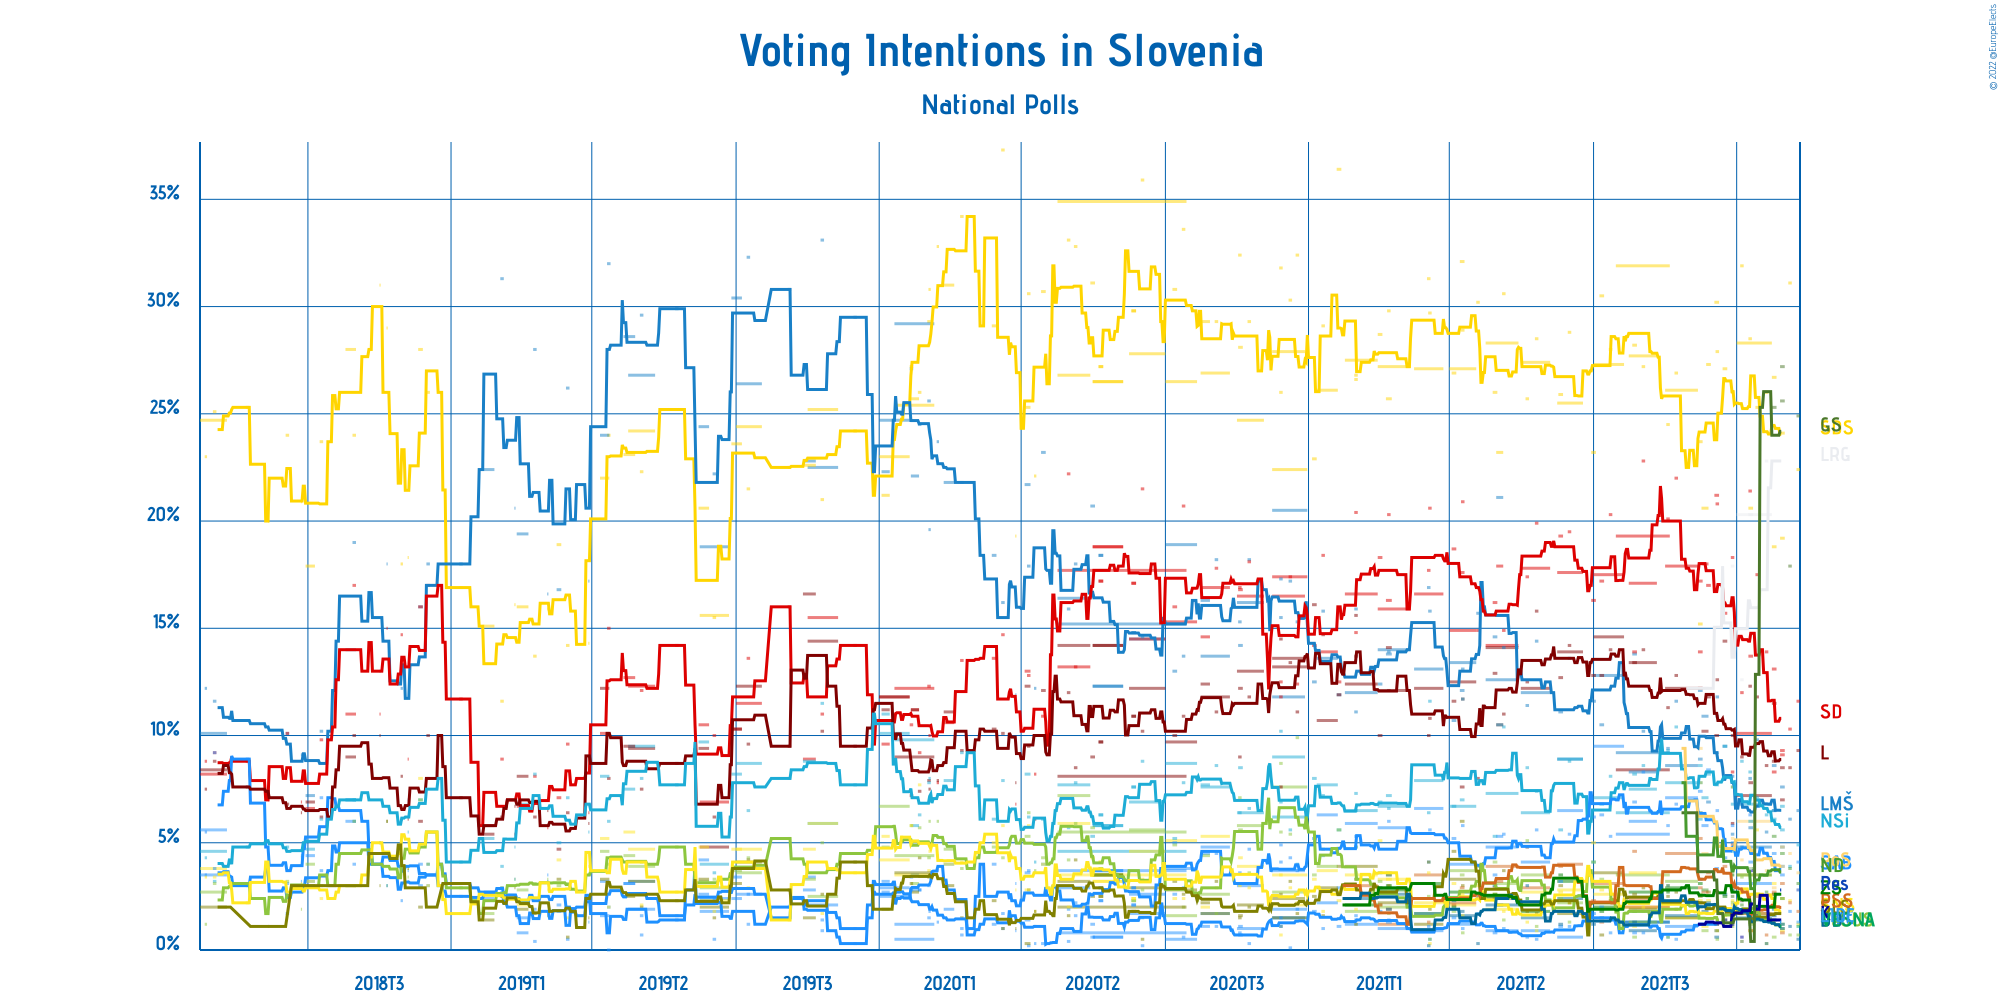 Voting Intentions in Slovenia
National Polls
© 2022 @EuropeElects
35%
30%
25%
20%
15%
10%
5%
0%
GS
LRG
SD
L
LMŠ
NSi
ND
2018T3
2019T1
2019T2
2019T3
2020T1
2020T2
2020T3
2021T1
2021T2
2021T3